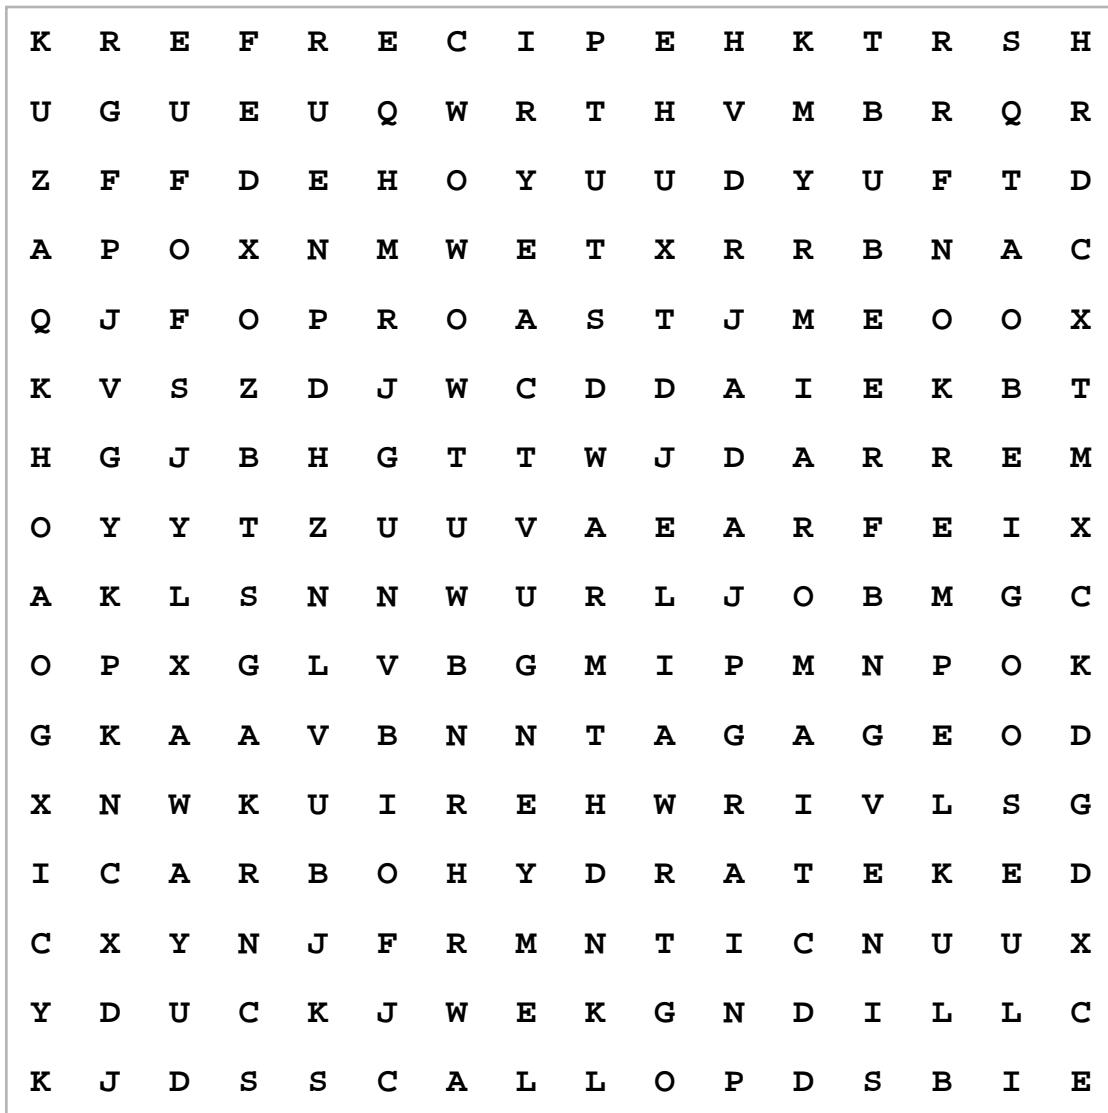 K R E F R E C I P E H K T R S H
U G U E U Q W R T H V M B R Q R
Z F F D E H O Y U U D Y U F T D
A P O X N M W E T X R R B N A C
Q J F O P R O A S T J M E O O X
K V S Z D J W C D D A I E K B T
H G J B H G T T W J D A R R E M
O Y Y T Z U U V A E A R F E I X
A K L S N N W U R L J O B M G C
O P X G L V B G M I P M N P O K
G K A A V B N N T A G A G E O D
X N W K U I R E H W R I V L S G
I C A R B O H Y D R A T E K E D
C X Y N J F R M N T I C N U U X
Y D U C K J W E K G N D I L L C
K J D S S C A L L O P D S B I E